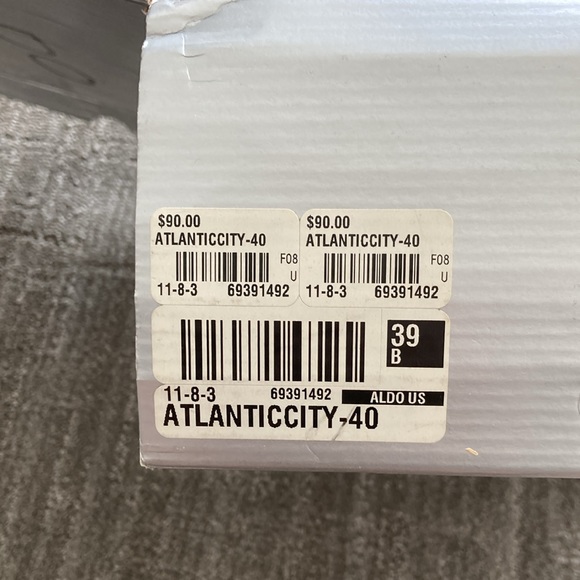 $90.00
ATLANTICCITY-40
F08
U
11-8-3 69391492
$90.00
ATLANTICCITY-40
F08
U
11-8-3 69391492
39
B
11-8-3 69391492 ALDO US
ATLANTICCITY-40